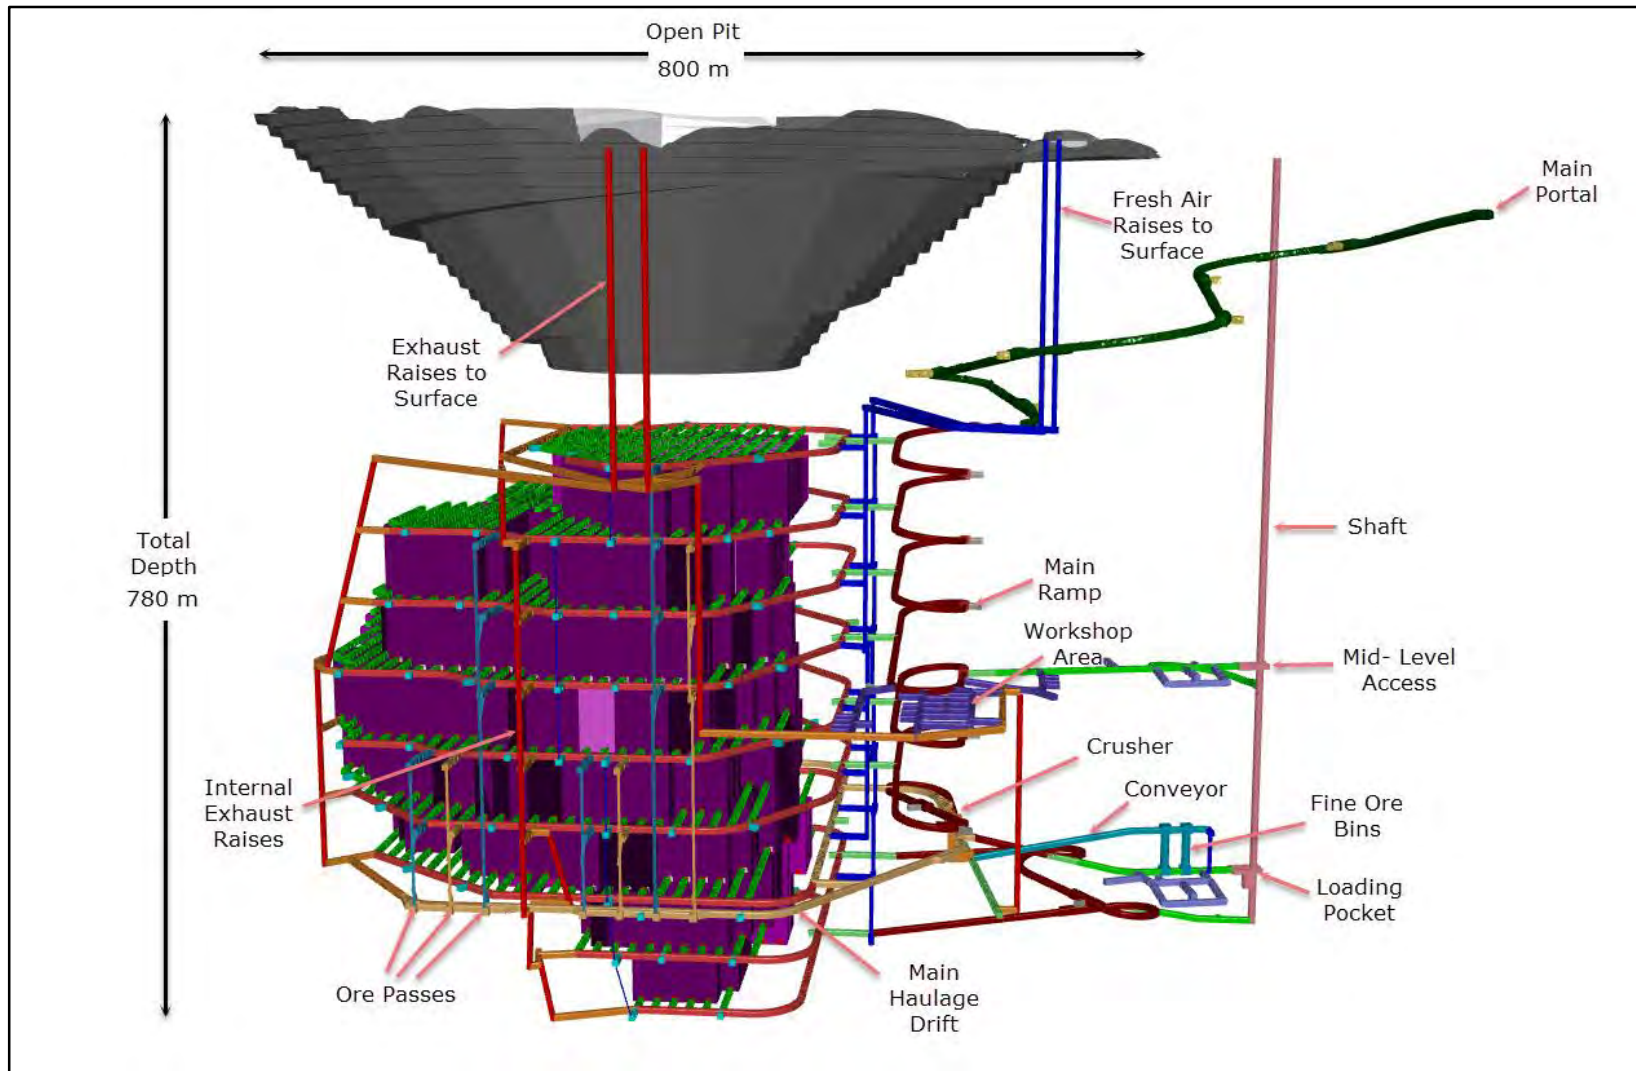 Open Pit
800 m
Main
Portal
Fresh Air
Raises to
Surface
Exhaust
Raises to
Surface
Shaft
Total
Depth
780 m
Main
Ramp
Workshop
Area
Mid- Level
Access
Crusher
Conveyor
Internal
Exhaust
Raises
Fine Ore
Bins
Loading
Pocket
Ore Passes
Main
Haulage
Drift